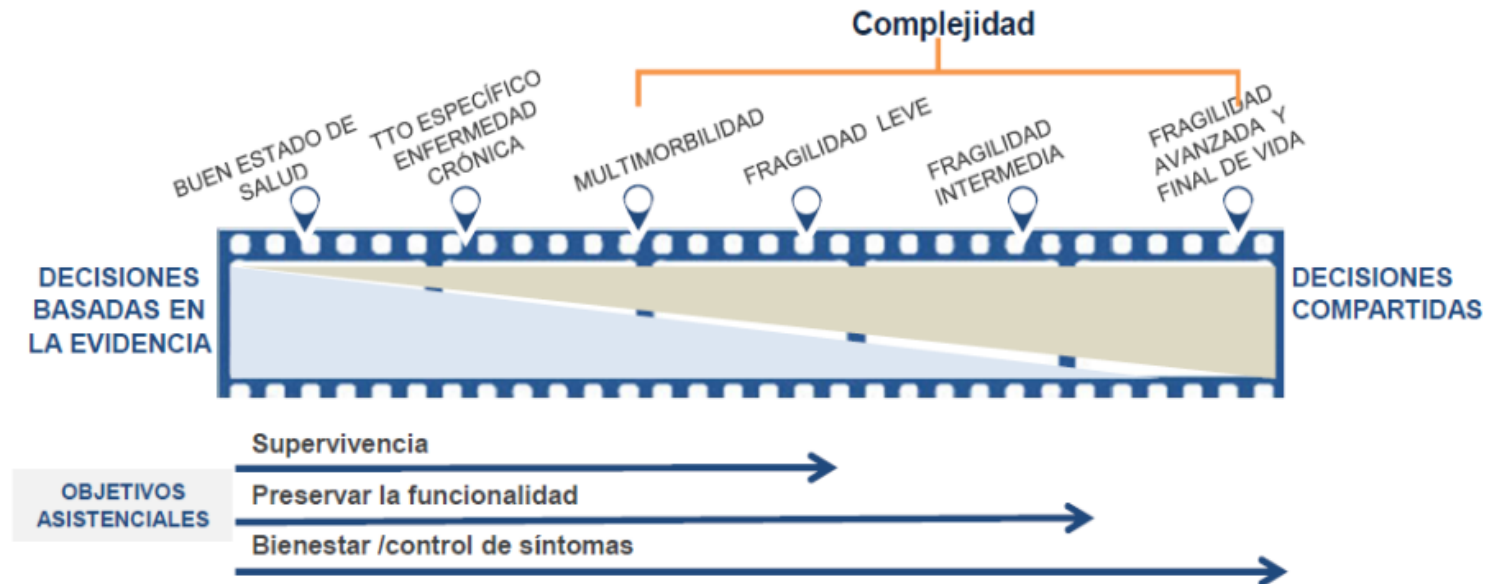 Complejidad
BUEN ESTADO DE
SALUD
TTO ESPECÍFICO
ENFERMEDAD
CRÓNICA
MULTIMORBILIDAD
FRAGILIDAD LEVE
FRAGILIDAD
INTERMEDIA
FRAGILIDAD
AVANZADA Y
FINAL DE VIDA
DECISIONES
BASADAS EN
LA EVIDENCIA
DECISIONES
COMPARTIDAS
OBJETIVOS
ASISTENCIALES
Supervivencia
Preservar la funcionalidad
Bienestar /control de síntomas